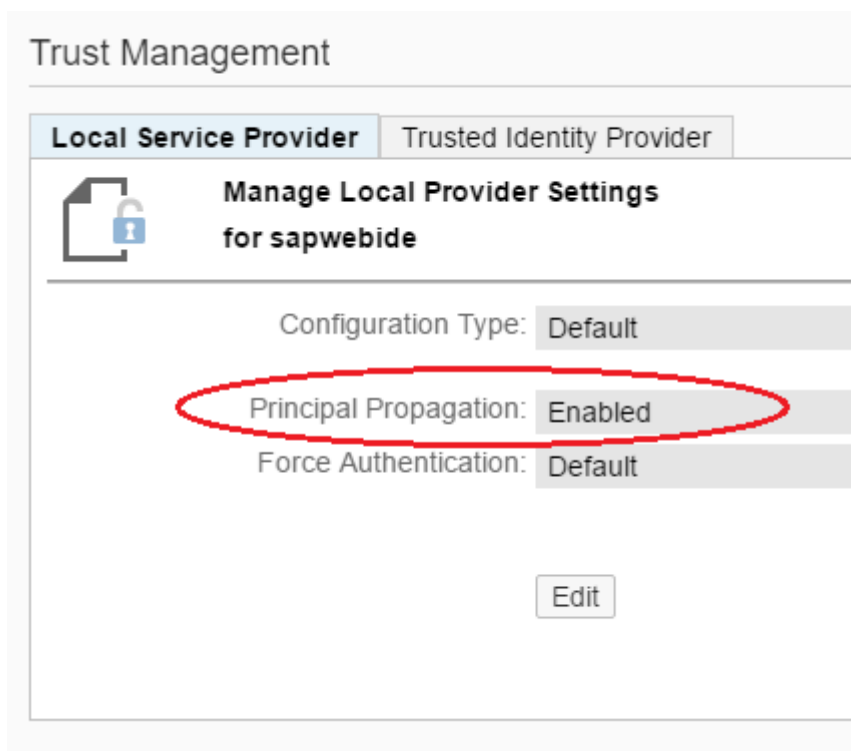 Trust Management
Local Service Provider Trusted Identity Provider
Manage Local Provider Settings
for sapwebide
Configuration Type: Default
Principal Propagation: Enabled
Force Authentication: Default
Edit